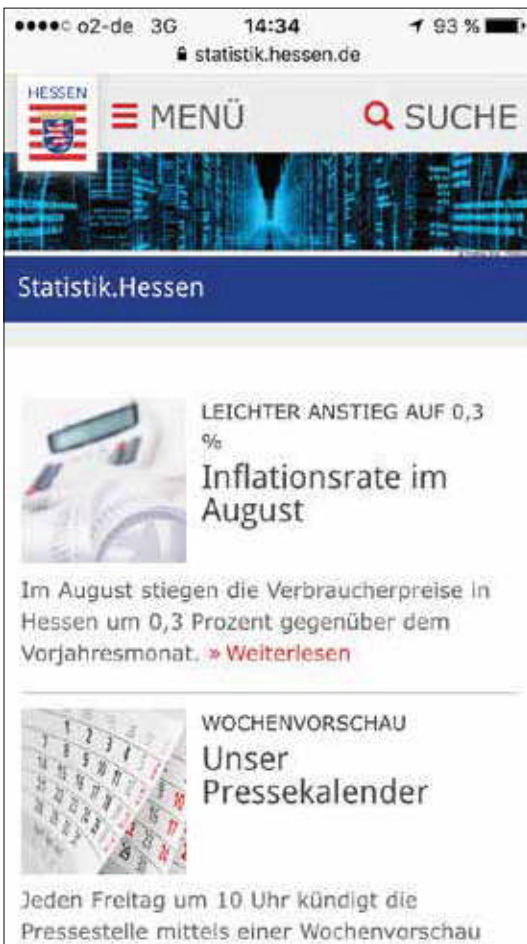 o2-de 3G 14:34 93 %
statistik.hessen.de
HESSEN
MENÜ SUCHE
Statistik.Hessen
LEICHTER ANSTIEG AUF 0,3
%
Inflationsrate im
August
Im August stiegen die Verbraucherpreise in
Hessen um 0,3 Prozent gegenüber dem
Vorjahresmonat. » Weiterlesen
WOCHENVORSCHAU
Unser
Pressekalender
Jeden Freitag um 10 Uhr kündigt die
Pressestelle mittels einer Wochenvorschau